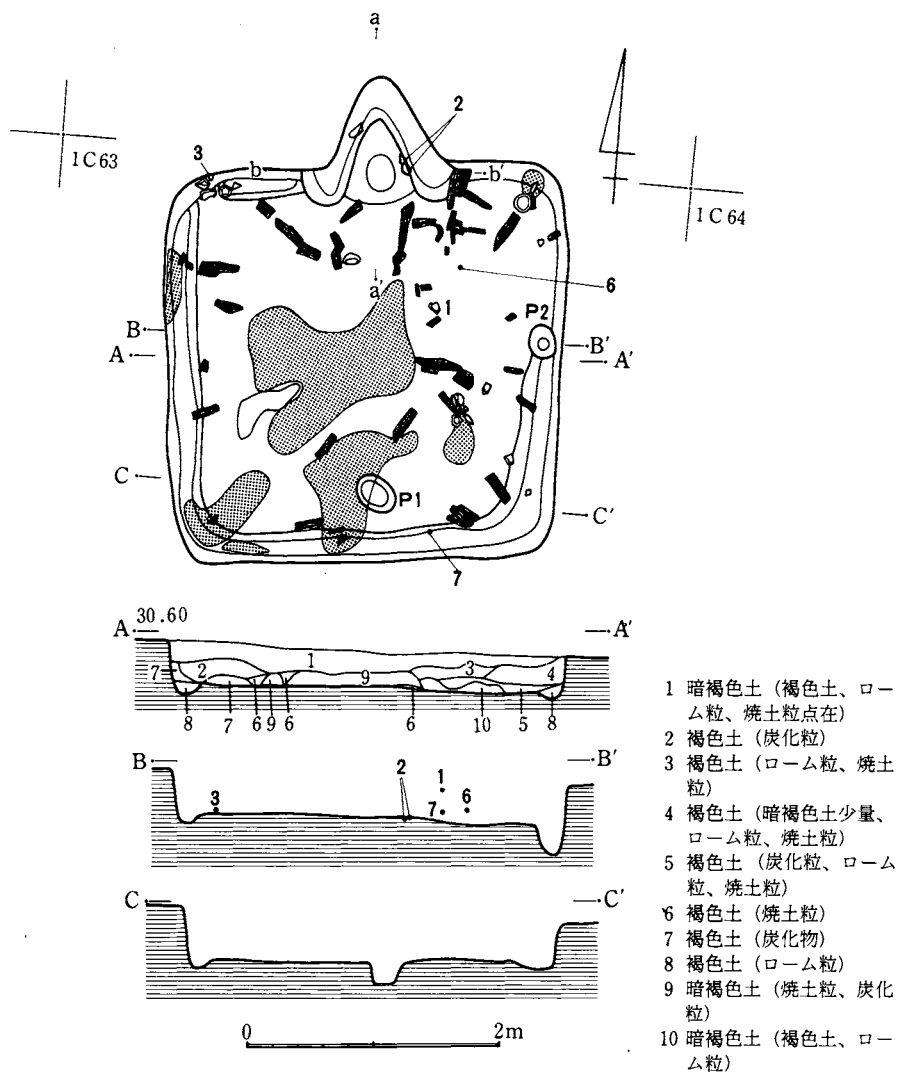 a
2
1C63
3
b
b'
1C64
6
a'
1
P2
B
B'
A
A'
C
P1
C'
7
A 30.60 A'
1
7 2 9 3 4
8 7 6 9 6 6 10 5 8
B B'
2 1
3 7 6
C C'
0 2m
1 暗褐色土（褐色土、ロー
ム粒、焼土粒点在）
2 褐色土（炭化粒）
3 褐色土（ローム粒、焼土
粒）
4 褐色土（暗褐色土少量、
ローム粒、焼土粒）
5 褐色土（炭化粒、ローム
粒、焼土粒）
6 褐色土（焼土粒）
7 褐色土（炭化物）
8 褐色土（ローム粒）
9 暗褐色土（焼土粒、炭化
粒）
10 暗褐色土（褐色土、ロー
ム粒）